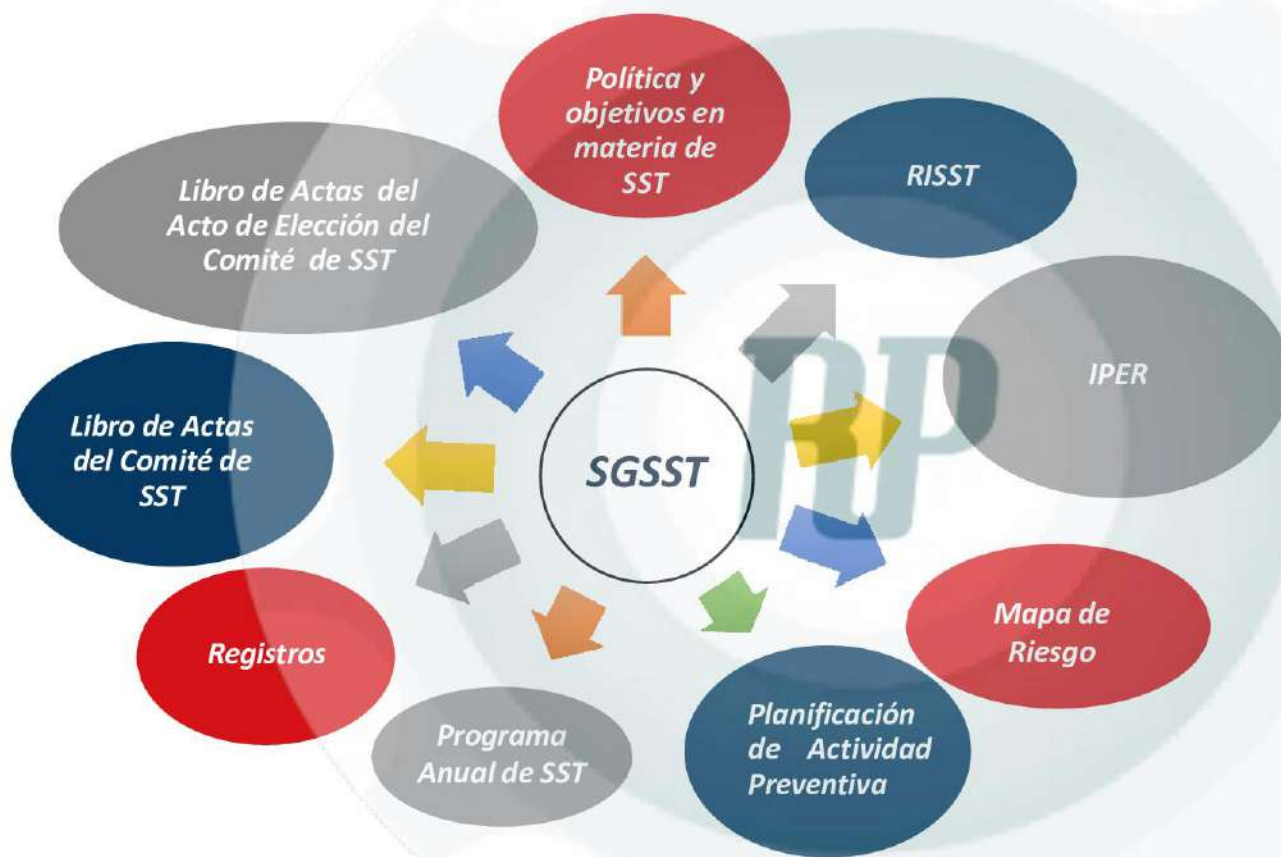 Política y
objetivos en
materia de
SST
RISST
IPER
Mapa de
Riesgo
Planificación
de Actividad
Preventiva
Programa
Anual de SST
Registros
Libro de Actas
del Comité de
SST
Libro de Actas del
Acto de Elección del
Comité de SST
SGSST